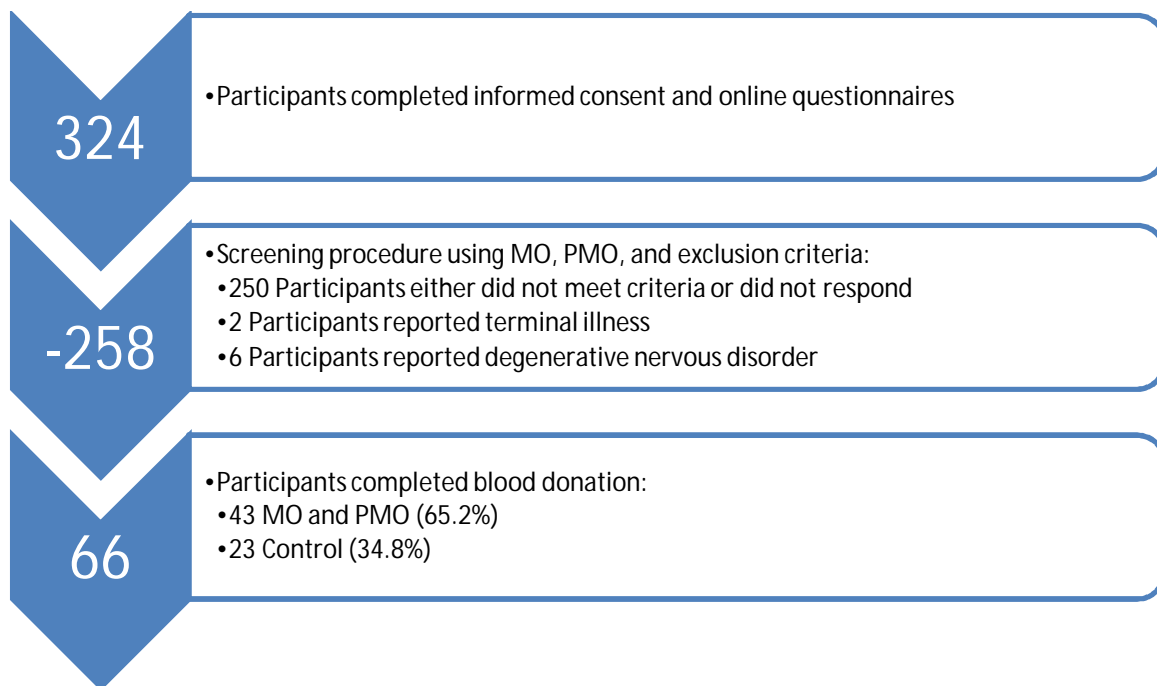 324
•Participants completed informed consent and online questionnaires
-258
•Screening procedure using MO, PMO, and exclusion criteria:
•250 Participants either did not meet criteria or did not respond
•2 Participants reported terminal illness
•6 Participants reported degenerative nervous disorder
66
•Participants completed blood donation:
•43 MO and PMO (65.2%)
•23 Control (34.8%)